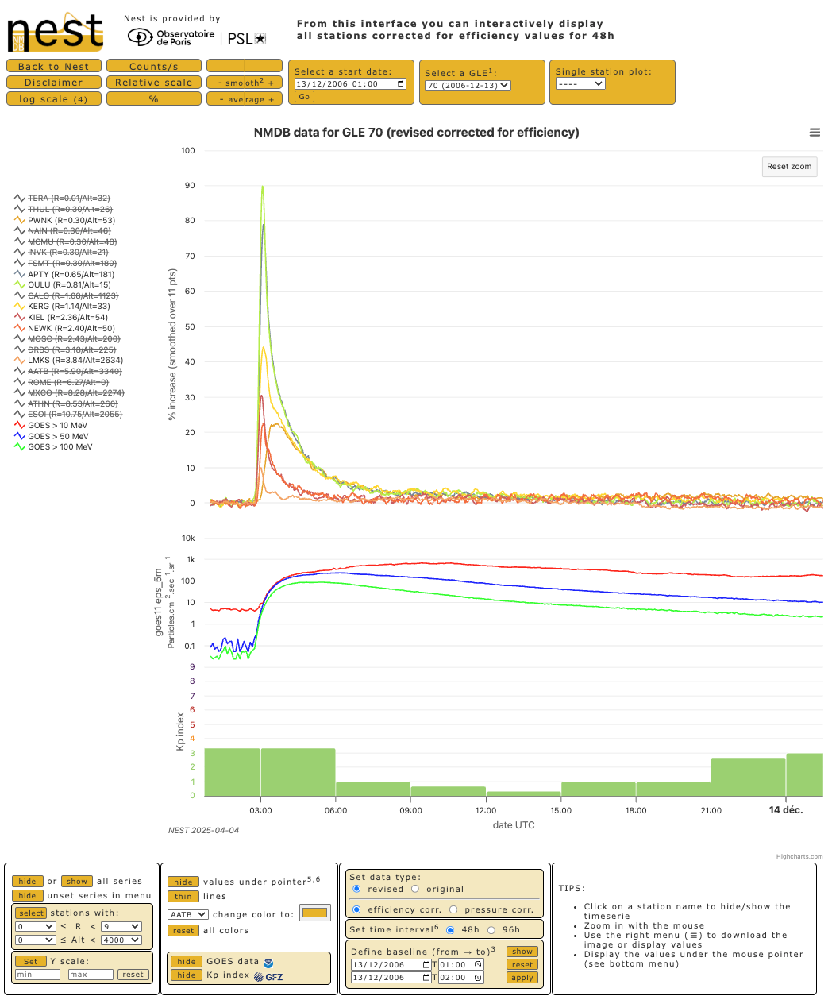 nest
NM
DB
Nest is provided by
Observatoire
de Paris
PSL
From this interface you can interactively display
all stations corrected for efficiency values for 48h
Back to Nest
Counts/s
Disclaimer
Relative scale
- smooth2 +
log scale (4)
%
- average +
Select a start date:
13/12/2006 01:00
Go
Select a GLE1:
70 (2006-12-13)
Single station plot:
----
NMDB data for GLE 70 (revised corrected for efficiency)
Reset zoom
TERA (R=0.01/Alt=32)
THUL (R=0.30/Alt=26)
PWNK (R=0.30/Alt=53)
NAIN (R=0.30/Alt=46)
MCMU (R=0.30/Alt=48)
INVK (R=0.30/Alt=21)
FSMT (R=0.30/Alt=180)
APTY (R=0.65/Alt=181)
OULU (R=0.81/Alt=15)
CALG (R=1.08/Alt=1123)
KERG (R=1.14/Alt=33)
KIEL (R=2.36/Alt=54)
NEWK (R=2.40/Alt=50)
MOSC (R=2.43/Alt=200)
DRBS (R=3.18/Alt=225)
LMKS (R=3.84/Alt=2634)
AATB (R=5.90/Alt=3340)
ROME (R=6.27/Alt=0)
MXCO (R=8.28/Alt=2274)
ATHN (R=8.53/Alt=260)
ESOI (R=10.75/Alt=2055)
GOES > 10 MeV
GOES > 50 MeV
GOES > 100 MeV
% increase (smoothed over 11 pts)
100
90
80
70
60
50
40
30
20
10
0
goes11 eps_5m
Particles.cm-2.sec-1.sr-1
10k
1k
100
10
1
0.1
Kp index
9
8
7
6
5
4
3
2
1
0
03:00
06:00
09:00
12:00
15:00
18:00
21:00
14 déc.
date UTC
NEST 2025-04-04
Highcharts.com
hide or show all series
hide unset series in menu
select stations with:
0 ≤ R < 9
0 ≤ Alt < 4000
Set Y scale:
min max reset
hide values under pointer5,6
thin lines
AATB change color to:
reset all colors
hide GOES data
hide Kp index GFZ
Set data type:
revised original
efficiency corr. pressure corr.
Set time interval6 48h 96h
Define baseline (from → to)3 show
13/12/2006 T 01:00 reset
13/12/2006 T 02:00 apply
TIPS:
• Click on a station name to hide/show the
timeserie
• Zoom in with the mouse
• Use the right menu (≡) to download the
image or display values
• Display the values under the mouse pointer
(see bottom menu)